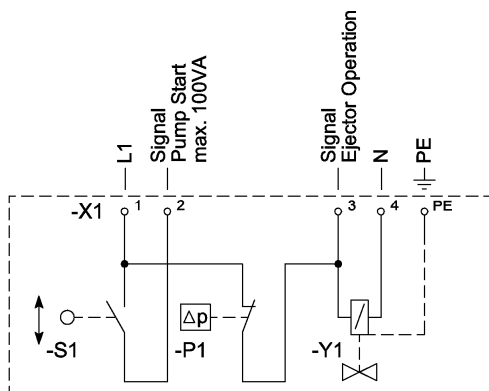 L1
Signal
Pump Start
max. 100VA
Signal
Ejector Operation
N
PE
-X1
1
2
3
4
PE
-S1
Δp
-P1
-Y1